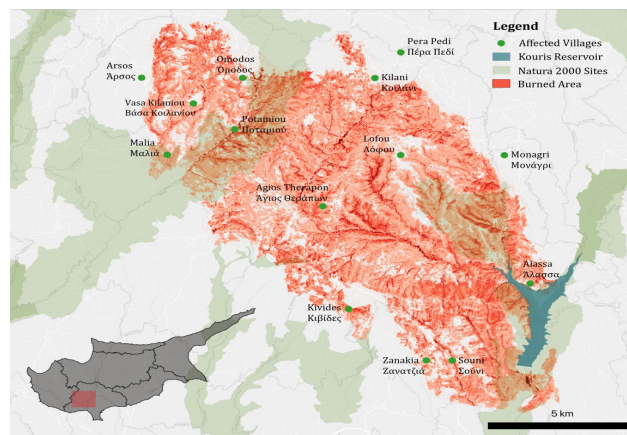 Legend
Affected Villages
Kouris Reservoir
Natura 2000 Sites
Burned Area
Pera Pedi
Πέρα Πεδί
Arsos
Άρσος
Omodos
Όμοδος
Kilani
Κοιλάνι
Vasa Kilaniou
Βάσα Κοιλανίου
Potamiou
Ποταμιού
Malia
Μαλιά
Lofou
Λόφου
Monagri
Μονάγρι
Agios Therapon
Άγιος Θεράπων
Alassa
Άλασσα
Kivides
Κιβίδες
Zanakia
Ζανατζιά
Souni
Σούνι
5 km